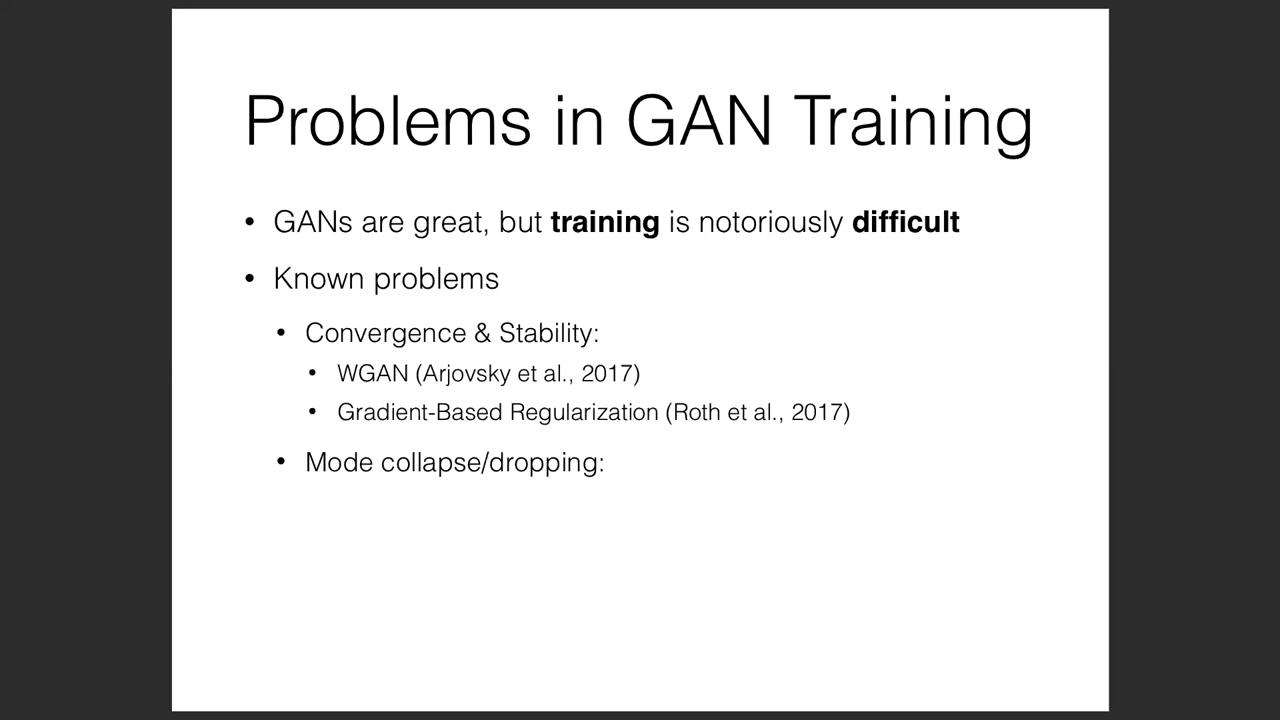 Problems in GAN Training
• GANs are great, but training is notoriously difficult
• Known problems
• Convergence & Stability:
• WGAN (Arjovsky et al., 2017)
• Gradient-Based Regularization (Roth et al., 2017)
• Mode collapse/dropping: